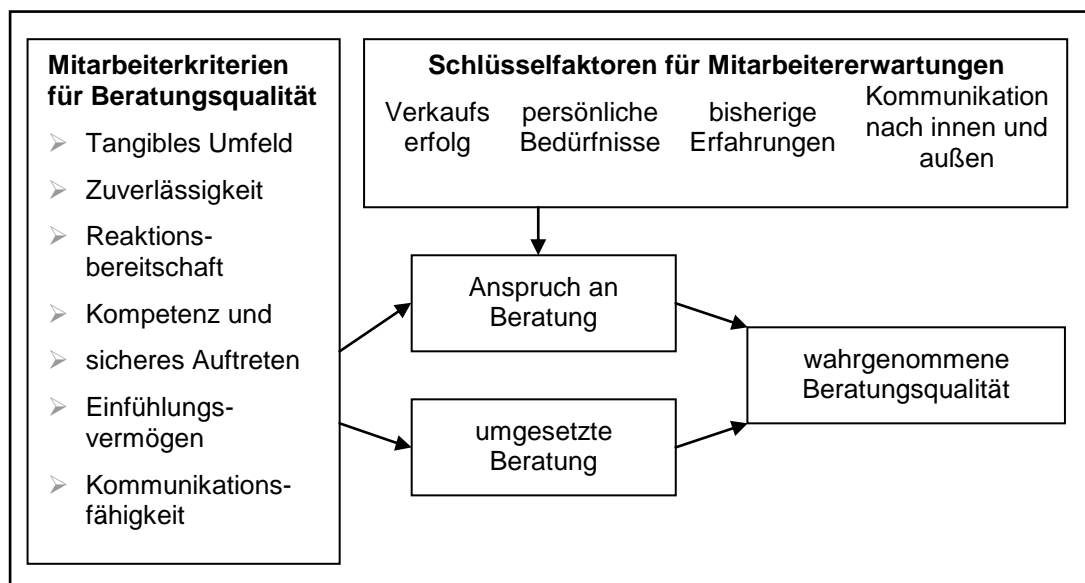 Mitarbeiterkriterien
für Beratungsqualität
Tangibles Umfeld
Zuverlässigkeit
Reaktions-
bereitschaft
Kompetenz und
sicheres Auftreten
Einfühlungs-
vermögen
Kommunikations-
fähigkeit
Schlüsselfaktoren für Mitarbeitererwartungen
Verkaufs
erfolg
persönliche
Bedürfnisse
bisherige
Erfahrungen
Kommunikation
nach innen und
außen
Anspruch an
Beratung
umgesetzte
Beratung
wahrgenommene
Beratungsqualität